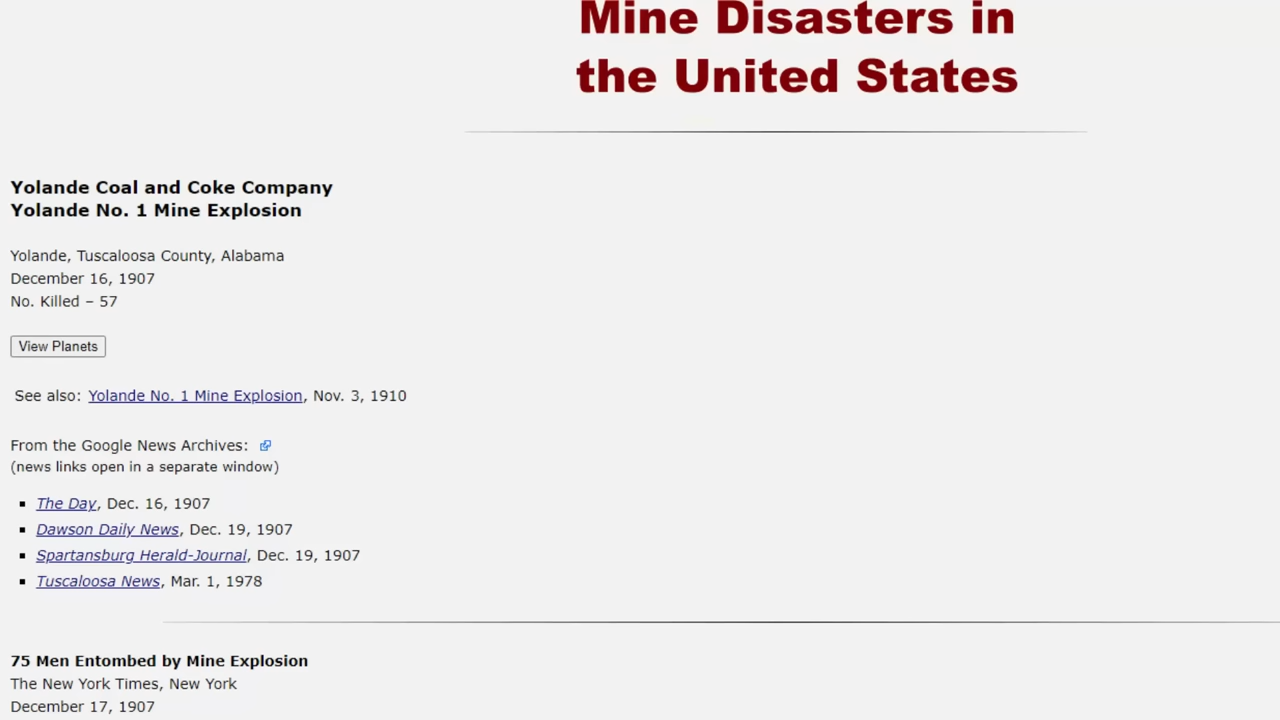 Mine Disasters in
the United States
Yolande Coal and Coke Company
Yolande No. 1 Mine Explosion
Yolande, Tuscaloosa County, Alabama
December 16, 1907
No. Killed – 57
View Planets
See also: Yolande No. 1 Mine Explosion, Nov. 3, 1910
From the Google News Archives:
(news links open in a separate window)
The Day, Dec. 16, 1907
Dawson Daily News, Dec. 19, 1907
Spartansburg Herald-Journal, Dec. 19, 1907
Tuscaloosa News, Mar. 1, 1978
75 Men Entombed by Mine Explosion
The New York Times, New York
December 17, 1907